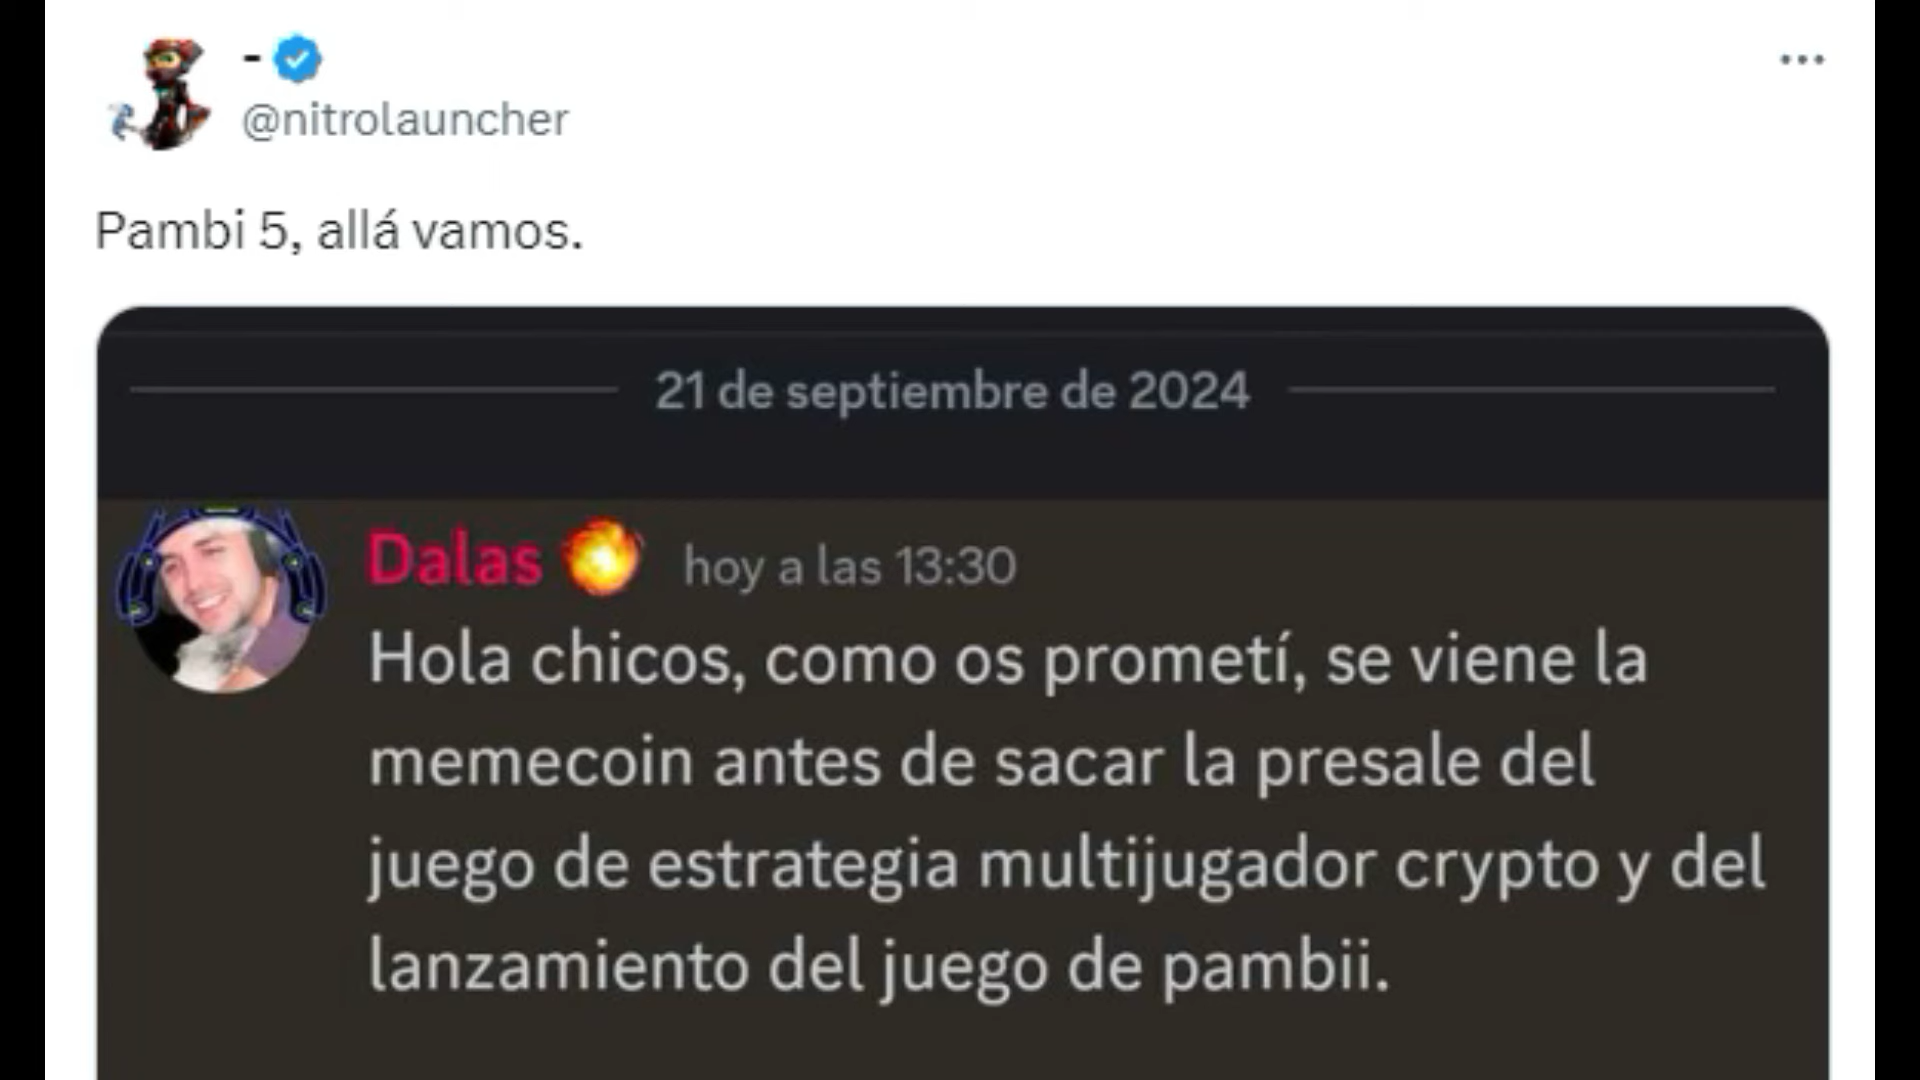 -
@nitrolauncher
Pambi 5, allá vamos.
21 de septiembre de 2024
Dalas hoy a las 13:30
Hola chicos, como os prometí, se viene la
memecoin antes de sacar la presale del
juego de estrategia multijugador crypto y del
lanzamiento del juego de pambii.